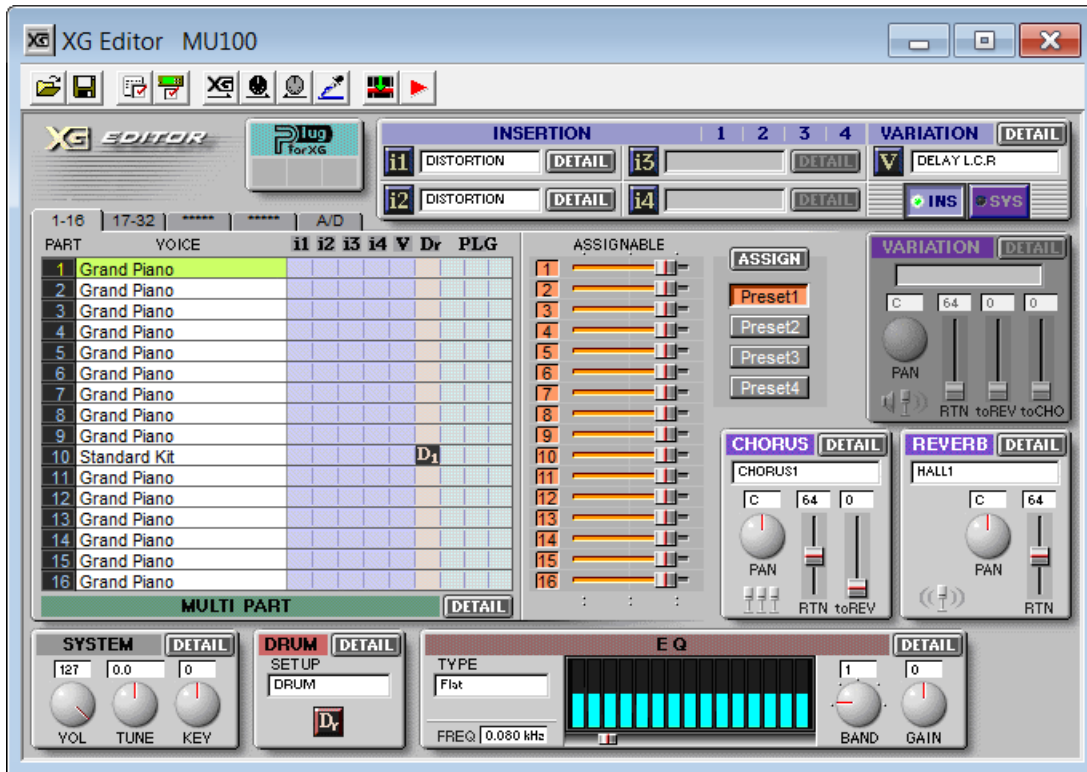 XG XG Editor MU100
XG
XG EDITOR
Plug for XG
INSERTION 1 2 3 4 VARIATION DETAIL
i1 DISTORTION DETAIL i3 DETAIL V DELAY L.C.R
i2 DISTORTION DETAIL i4 DETAIL INS SYS
1-16 17-32 ***** ***** A/D
PART VOICE i1 i2 i3 i4 V Dr PLG
1 Grand Piano
2 Grand Piano
3 Grand Piano
4 Grand Piano
5 Grand Piano
6 Grand Piano
7 Grand Piano
8 Grand Piano
9 Grand Piano
10 Standard Kit D1
11 Grand Piano
12 Grand Piano
13 Grand Piano
14 Grand Piano
15 Grand Piano
16 Grand Piano
MULTI PART DETAIL
ASSIGNABLE
1
2
3
4
5
6
7
8
9
10
11
12
13
14
15
16
ASSIGN
Preset1
Preset2
Preset3
Preset4
VARIATION DETAIL
C 64 0 0
PAN
RTN toREV toCHO
CHORUS DETAIL
CHORUS1
C 64 0
PAN
RTN toREV
REVERB DETAIL
HALL1
C 64
PAN
RTN
SYSTEM DETAIL
127 0.0 0
VOL TUNE KEY
DRUM DETAIL
SETUP
DRUM
Dr
EQ DETAIL
TYPE
Flat
FREQ 0.080 kHz
1 0
BAND GAIN